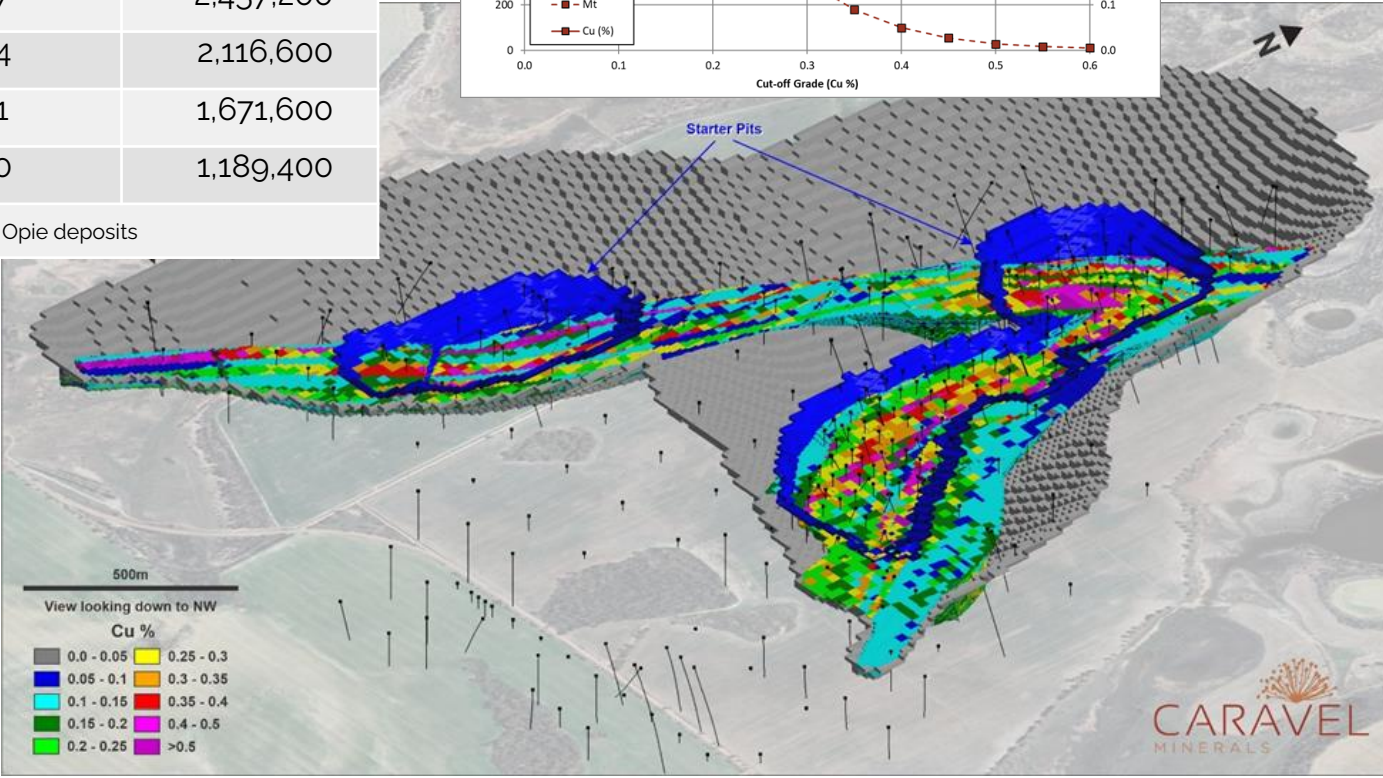 2,116,600
1,671,600
1,189,400
Opie deposits
200
0
Mt
Cu (%)
0.1
0.0
0.0 0.1 0.2 0.3 0.4 0.5 0.6
Cut-off Grade (Cu %)
N
Starter Pits
500m
View looking down to NW
Cu %
0.0 - 0.05 0.25 - 0.3
0.05 - 0.1 0.3 - 0.35
0.1 - 0.15 0.35 - 0.4
0.15 - 0.2 0.4 - 0.5
0.2 - 0.25 >0.5
CARAVEL
MINERALS